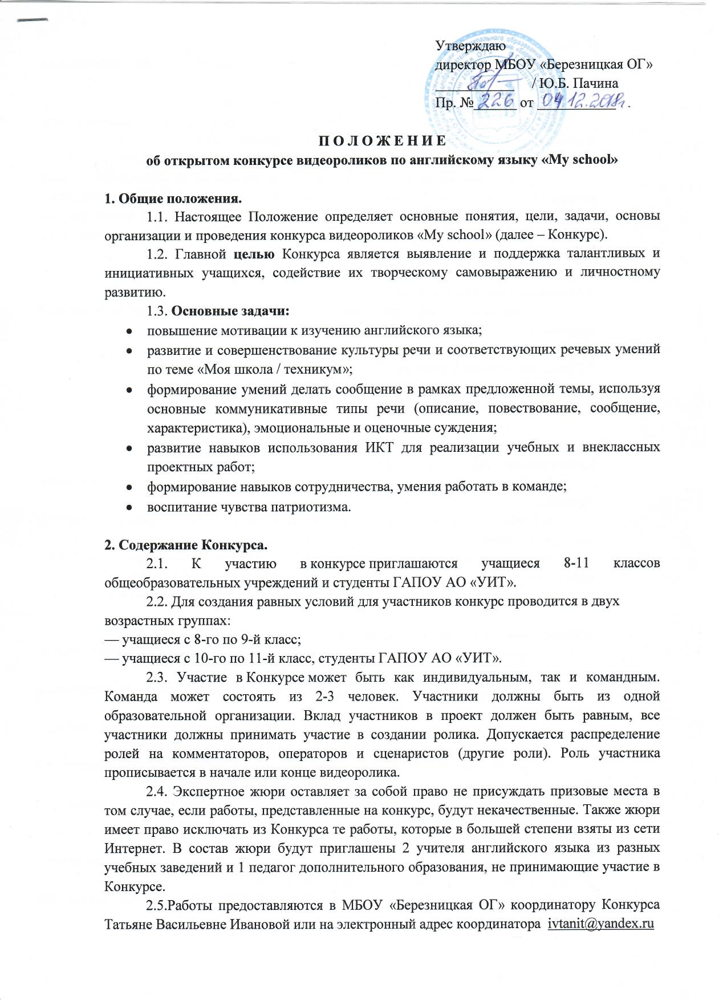 Утверждаю
директор МБОУ «Березницкая ОГ»
/ Ю.Б. Пачина
Пр. № 226 от 04.12.2018г.
П О Л О Ж Е Н И Е
об открытом конкурсе видеороликов по английскому языку «My school»
1. Общие положения.
1.1. Настоящее Положение определяет основные понятия, цели, задачи, основы
организации и проведения конкурса видеороликов «My school» (далее – Конкурс).
1.2. Главной целью Конкурса является выявление и поддержка талантливых и
инициативных учащихся, содействие их творческому самовыражению и личностному
развитию.
1.3. Основные задачи:
• повышение мотивации к изучению английского языка;
• развитие и совершенствование культуры речи и соответствующих речевых умений
по теме «Моя школа / техникум»;
• формирование умений делать сообщение в рамках предложенной темы, используя
основные коммуникативные типы речи (описание, повествование, сообщение,
характеристика), эмоциональные и оценочные суждения;
• развитие навыков использования ИКТ для реализации учебных и внеклассных
проектных работ;
• формирование навыков сотрудничества, умения работать в команде;
• воспитание чувства патриотизма.
2. Содержание Конкурса.
2.1. К участию в конкурсе приглашаются учащиеся 8-11 классов
общеобразовательных учреждений и студенты ГАПОУ АО «УИТ».
2.2. Для создания равных условий для участников конкурс проводится в двух
возрастных группах:
— учащиеся с 8-го по 9-й класс;
— учащиеся с 10-го по 11-й класс, студенты ГАПОУ АО «УИТ».
2.3. Участие в Конкурсе может быть как индивидуальным, так и командным.
Команда может состоять из 2-3 человек. Участники должны быть из одной
образовательной организации. Вклад участников в проект должен быть равным, все
участники должны принимать участие в создании ролика. Допускается распределение
ролей на комментаторов, операторов и сценаристов (другие роли). Роль участника
прописывается в начале или конце видеоролика.
2.4. Экспертное жюри оставляет за собой право не присуждать призовые места в
том случае, если работы, представленные на конкурс, будут некачественные. Также жюри
имеет право исключать из Конкурса те работы, которые в большей степени взяты из сети
Интернет. В состав жюри будут приглашены 2 учителя английского языка из разных
учебных заведений и 1 педагог дополнительного образования, не принимающие участие в
Конкурсе.
2.5.Работы предоставляются в МБОУ «Березницкая ОГ» координатору Конкурса
Татьяне Васильевне Ивановой или на электронный адрес координатора ivtanit@yandex.ru